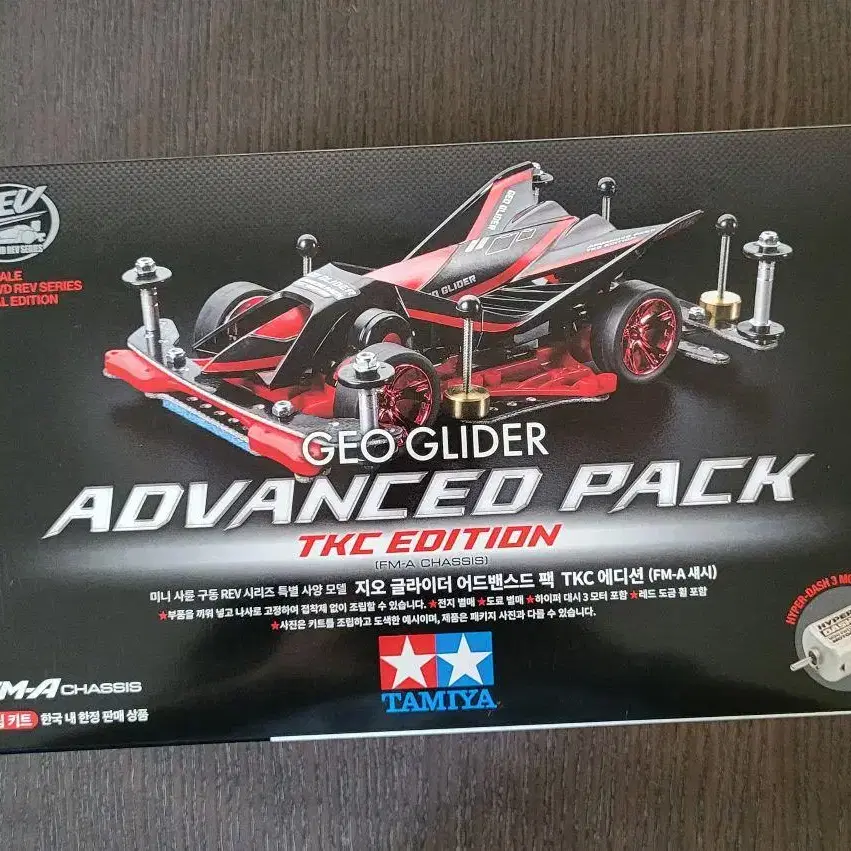 REV SERIES
GEO GLIDER
GEO GLIDER
GLIDER
GEO GLIDER
ADVANCED PACK
TKC EDITION
(FM-A CHASSIS)
미니 사륜 구동 REV 시리즈 특별 사양 모델 지오 글라이더 어드밴스드 팩 TKC 에디션 (FM-A 섀시)
★부품을 끼워 넣고 나사로 고정하여 접착제 없이 조립할 수 있습니다. ★전지 별매 ★도료 별매 ★하이퍼 대시 3 모터 포함 ★레드 도금 휠 포함
★사진은 키트를 조립하고 도색한 예시이며, 제품은 패키지 사진과 다를 수 있습니다.
HYPER-DASH 3
HYPER
DASH
CHASSIS
TAMIYA
키트 한국 내 한정 판매 상품